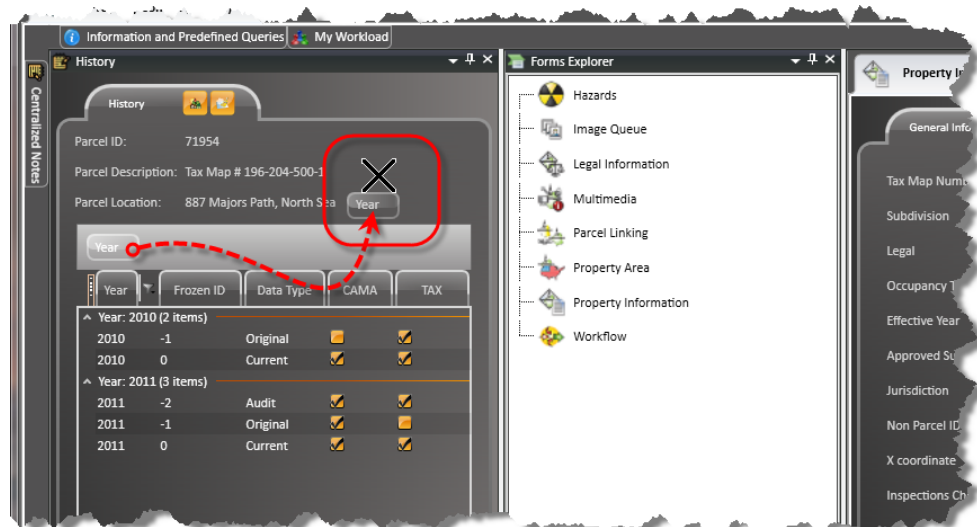 Information and Predefined Queries
My Workload
Centralized Notes
History
History
Parcel ID: 71954
Parcel Description: Tax Map # 196-204-500-1
Parcel Location: 887 Majors Path, North Sea
Year
Year
Year Frozen ID Data Type CAMA TAX
Year: 2010 (2 items)
2010 -1 Original
2010 0 Current
Year: 2011 (3 items)
2011 -2 Audit
2011 -1 Original
2011 0 Current
Forms Explorer
Hazards
Image Queue
Legal Information
Multimedia
Parcel Linking
Property Area
Property Information
Workflow
Property
General Info
Tax Map
Subdivision
Legal
Occupancy
Effective Year
Approved
Jurisdiction
Non Parcel ID
X coordinate
Inspections